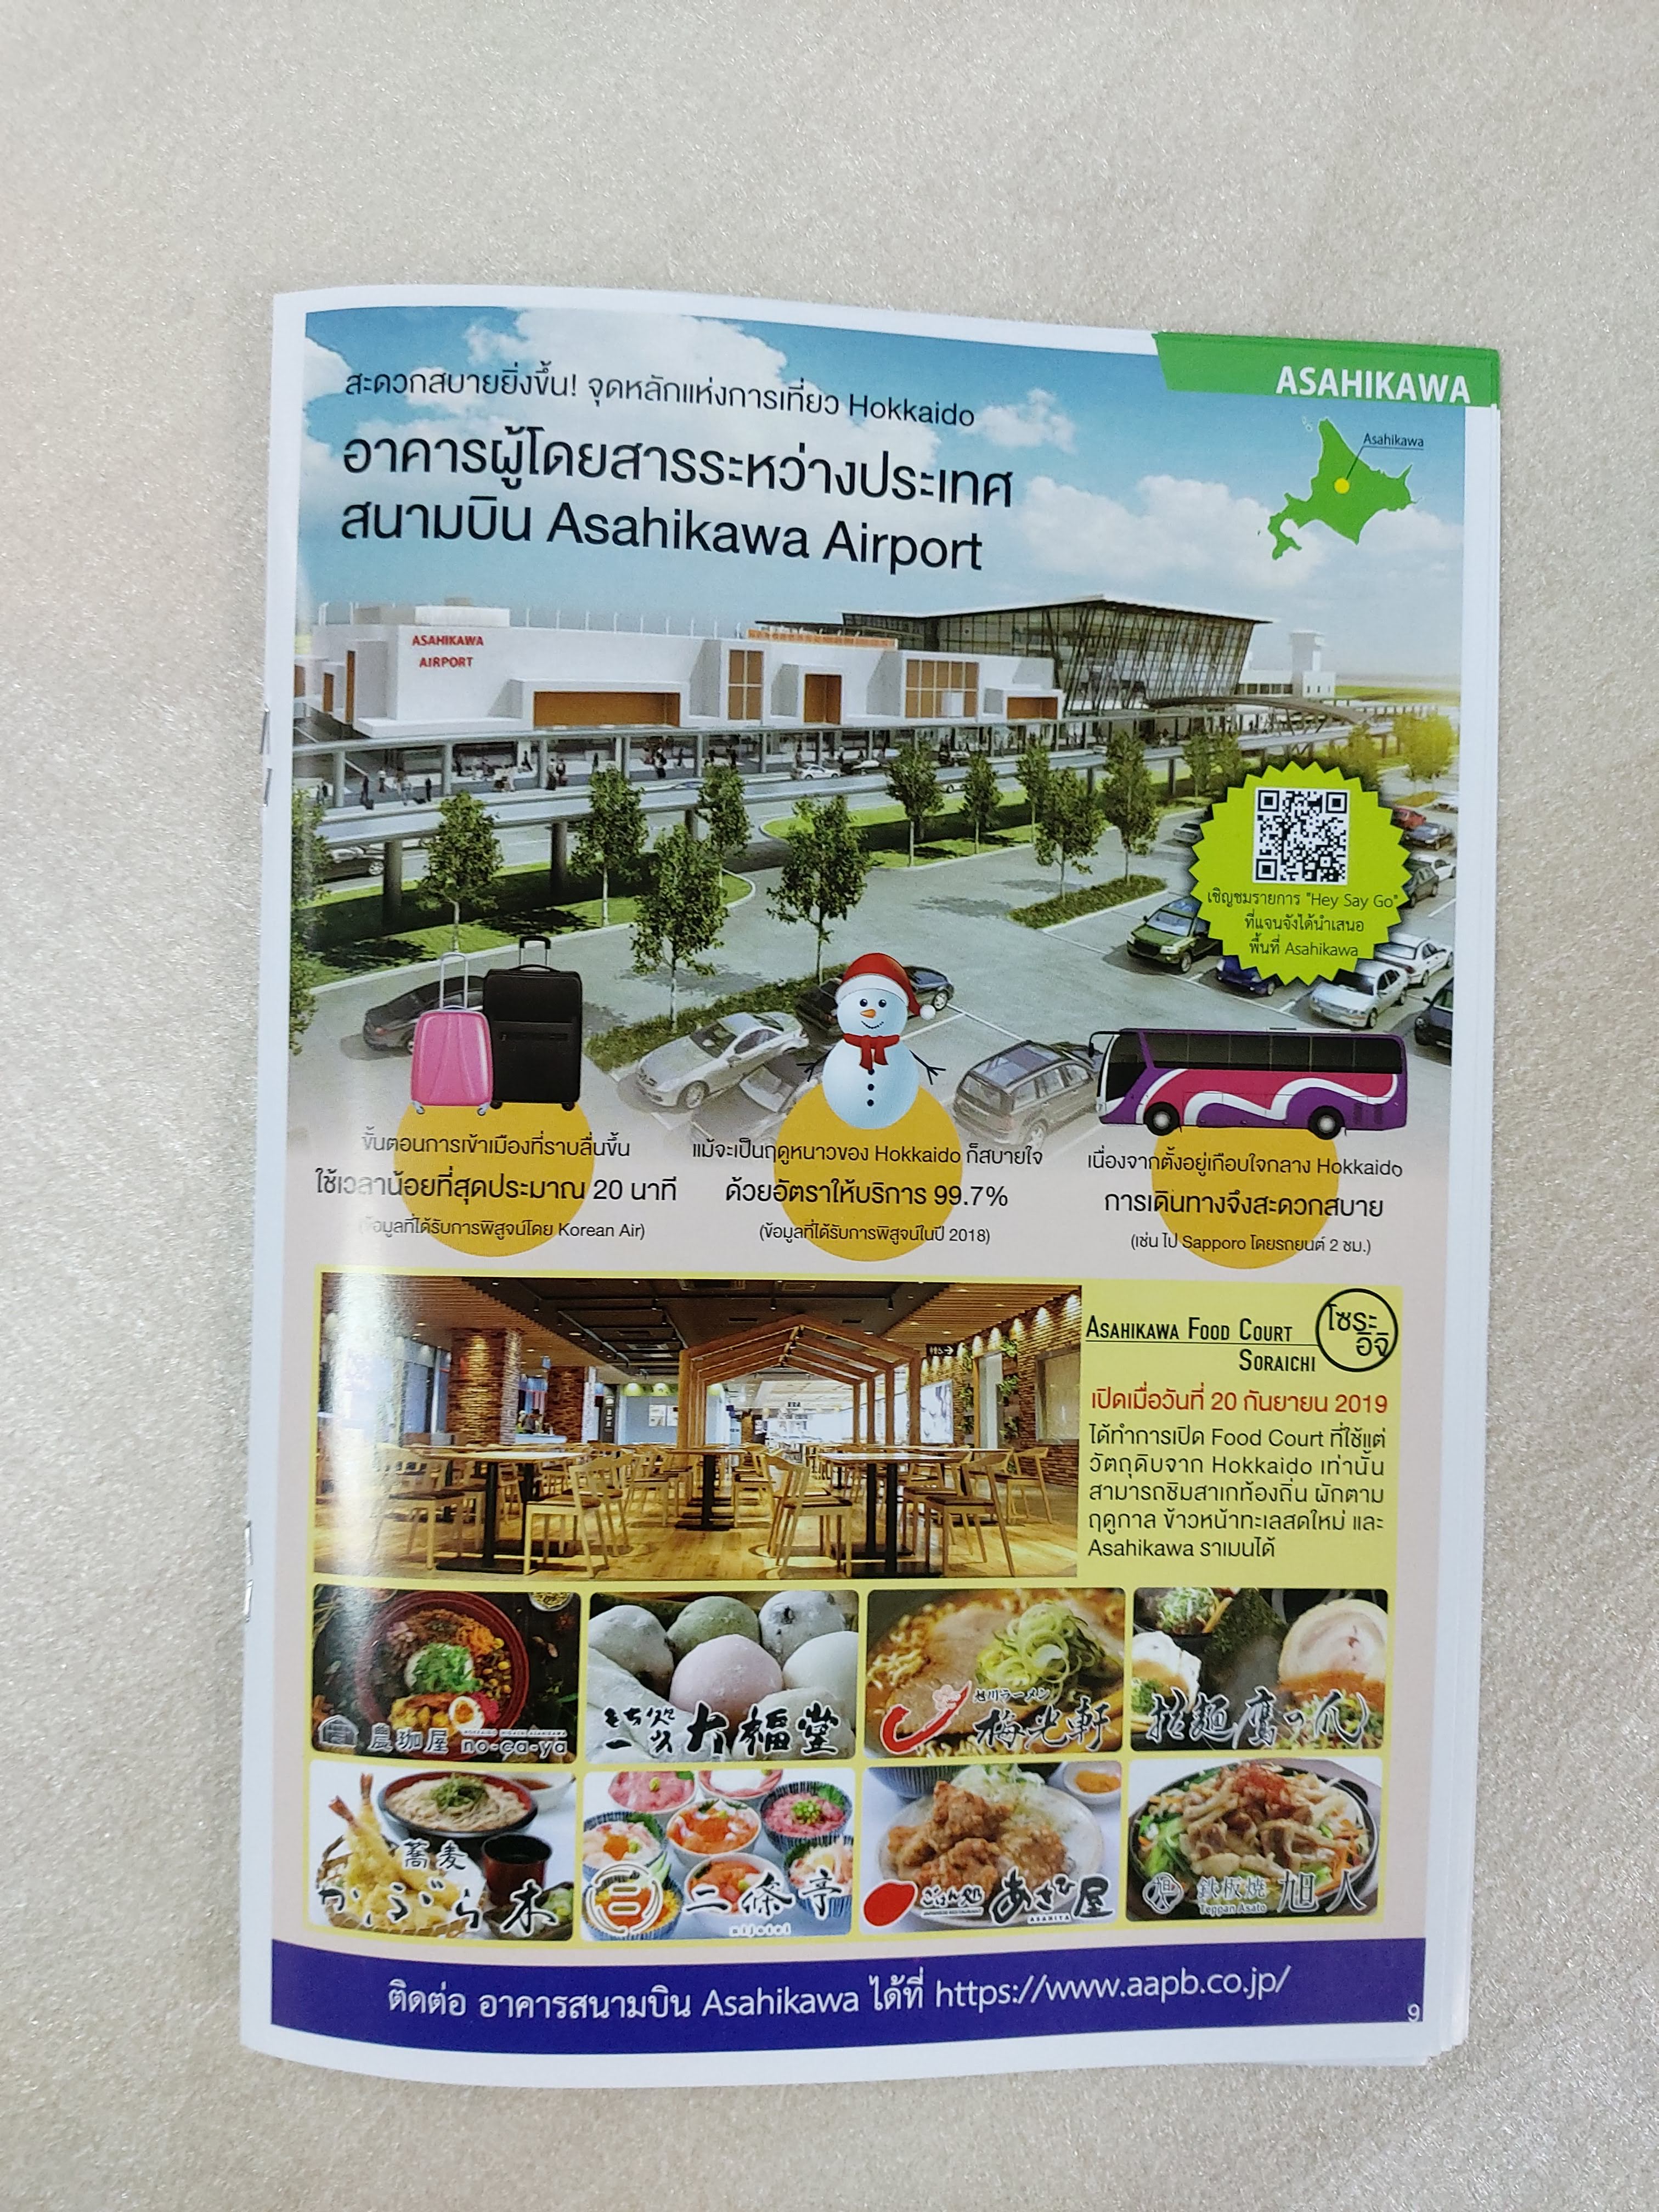 ASAHIKAWA
สะดวกสบายยิ่งขึ้น! จุดหลักแห่งการเที่ยว Hokkaido
อาคารผู้โดยสารระหว่างประเทศ
สนามบิน Asahikawa Airport
Asahikawa
ASAHIKAWA
AIRPORT
เชิญชมรายการ "Hey Say Go"
ที่แจนจังได้นำเสนอ
พื้นที่ Asahikawa
ขั้นตอนการเข้าเมืองที่ราบลื่นขึ้น
ใช้เวลาน้อยที่สุดประมาณ 20 นาที
(ข้อมูลที่ได้รับการพิสูจน์โดย Korean Air)
แม้จะเป็นฤดูหนาวของ Hokkaido ก็สบายใจ
ด้วยอัตราให้บริการ 99.7%
(ข้อมูลที่ได้รับการพิสูจน์ในปี 2018)
เนื่องจากตั้งอยู่เกือบใจกลาง Hokkaido
การเดินทางจึงสะดวกสบาย
(เช่น ไป Sapporo โดยรถยนต์ 2 ชม.)
ASAHIKAWA FOOD COURT
SORAICHI
โซระ
อิจิ
เปิดเมื่อวันที่ 20 กันยายน 2019
ได้ทำการเปิด Food Court ที่ใช้แต่
วัตถุดิบจาก Hokkaido เท่านั้น
สามารถชิมสาเกท้องถิ่น ผักตาม
ฤดูกาล ข้าวหน้าทะเลสดใหม่ และ
Asahikawa ราเมนได้
農珈屋 no-ca-ya
もち処
一久 大福堂
旭川ラーメン
梅光軒
拉麺 鷹の爪
蕎麦
かぶら木
二 二條亭
nijotei
ごはん処 あさひ屋
JAPANESE RESTAURANT ASAHIYA
鉄板焼 旭人
Teppan Asato
ติดต่อ อาคารสนามบิน Asahikawa ได้ที่ https://www.aapb.co.jp/
9